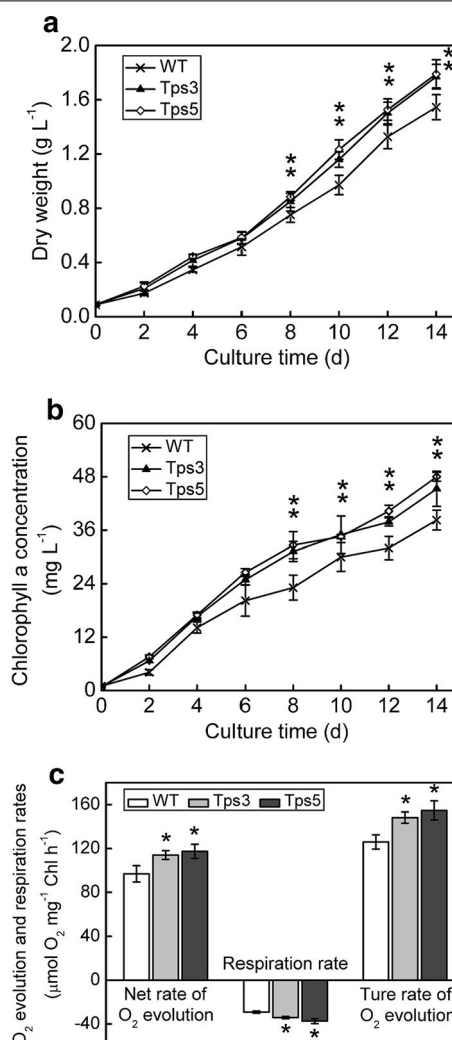 a
2.0
1.6
1.2
0.8
0.4
0.0
Dry weight (g L⁻¹)
WT
Tps3
Tps5
* *
* *
* *
* *
0 2 4 6 8 10 12 14
Culture time (d)
b
60
48
36
24
12
0
Chlorophyll a concentration
(mg L⁻¹)
WT
Tps3
Tps5
* *
* *
* *
* *
0 2 4 6 8 10 12 14
Culture time (d)
c
160
120
80
40
0
-40
O₂ evolution and respiration rates
(μmol O₂ mg⁻¹ Chl h⁻¹)
WT Tps3 Tps5
* *
* *
Respiration rate
Net rate of
O₂ evolution
Ture rate of
O₂ evolution
* *